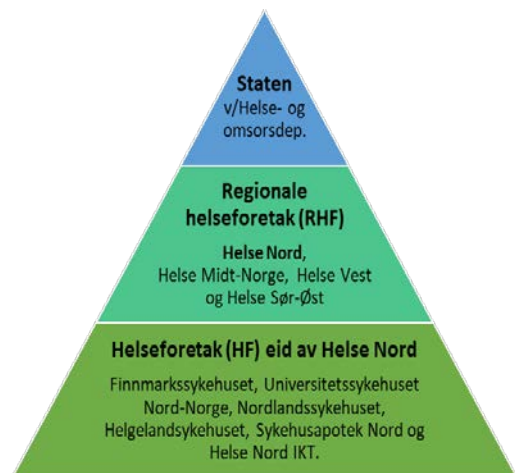 Staten
v/Helse- og
omsorsdep.
Regionale
helseforetak (RHF)
Helse Nord,
Helse Midt-Norge, Helse Vest
og Helse Sør-Øst
Helseforetak (HF) eid av Helse Nord
Finnmarkssykehuset, Universitetssykehuset
Nord-Norge, Nordlandssykehuset,
Helgelandsykehuset, Sykehusapotek Nord og
Helse Nord IKT.